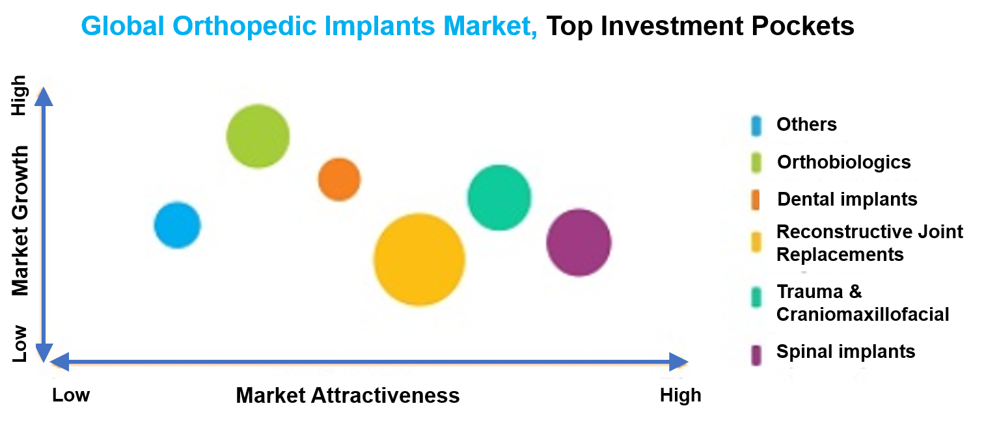 Global Orthopedic Implants Market, Top Investment Pockets
High
Market Growth
Low
Low
Market Attractiveness
High
Others
Orthobiologics
Dental implants
Reconstructive Joint
Replacements
Trauma &
Craniomaxillofacial
Spinal implants